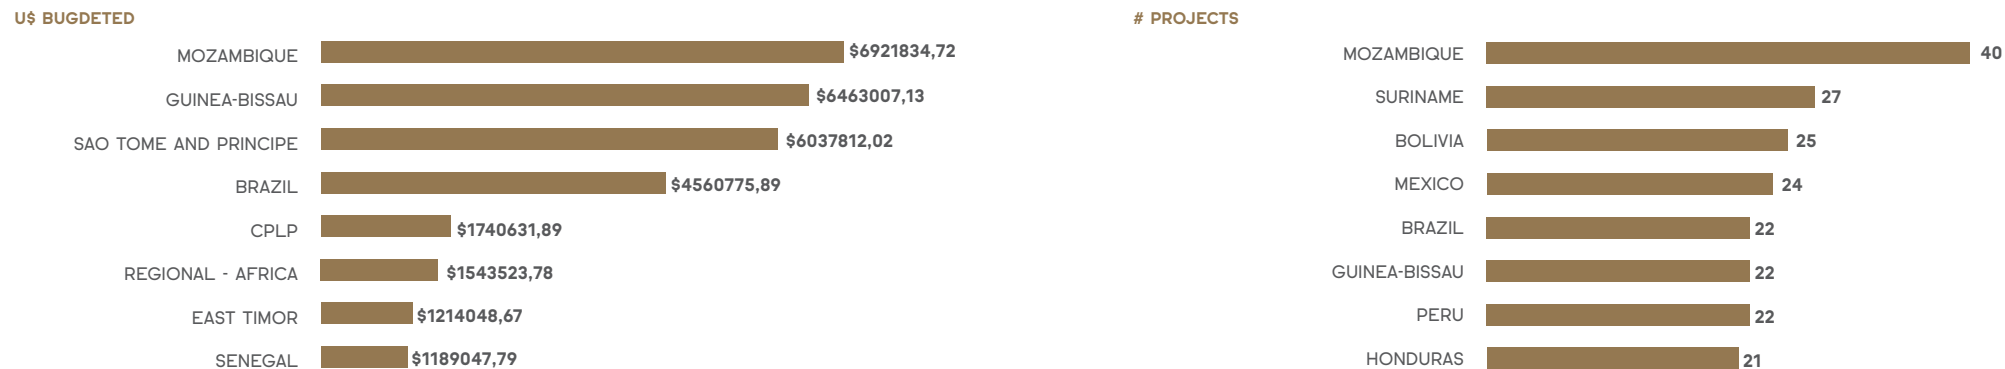 U$ BUGDETED
MOZAMBIQUE $6921834,72
GUINEA-BISSAU $6463007,13
SAO TOME AND PRINCIPE $6037812,02
BRAZIL $4560775,89
CPLP $1740631,89
REGIONAL - AFRICA $1543523,78
EAST TIMOR $1214048,67
SENEGAL $1189047,79
# PROJECTS
MOZAMBIQUE 40
SURINAME 27
BOLIVIA 25
MEXICO 24
BRAZIL 22
GUINEA-BISSAU 22
PERU 22
HONDURAS 21